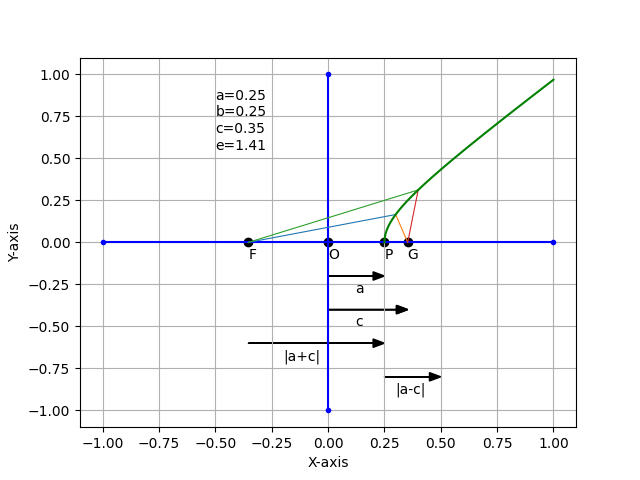 1.00
0.75
0.50
0.25
0.00
−0.25
−0.50
−0.75
−1.00
Y-axis
a=0.25
b=0.25
c=0.35
e=1.41
F O P G
a
c
|a+c|
|a-c|
−1.00 −0.75 −0.50 −0.25 0.00 0.25 0.50 0.75 1.00
X-axis